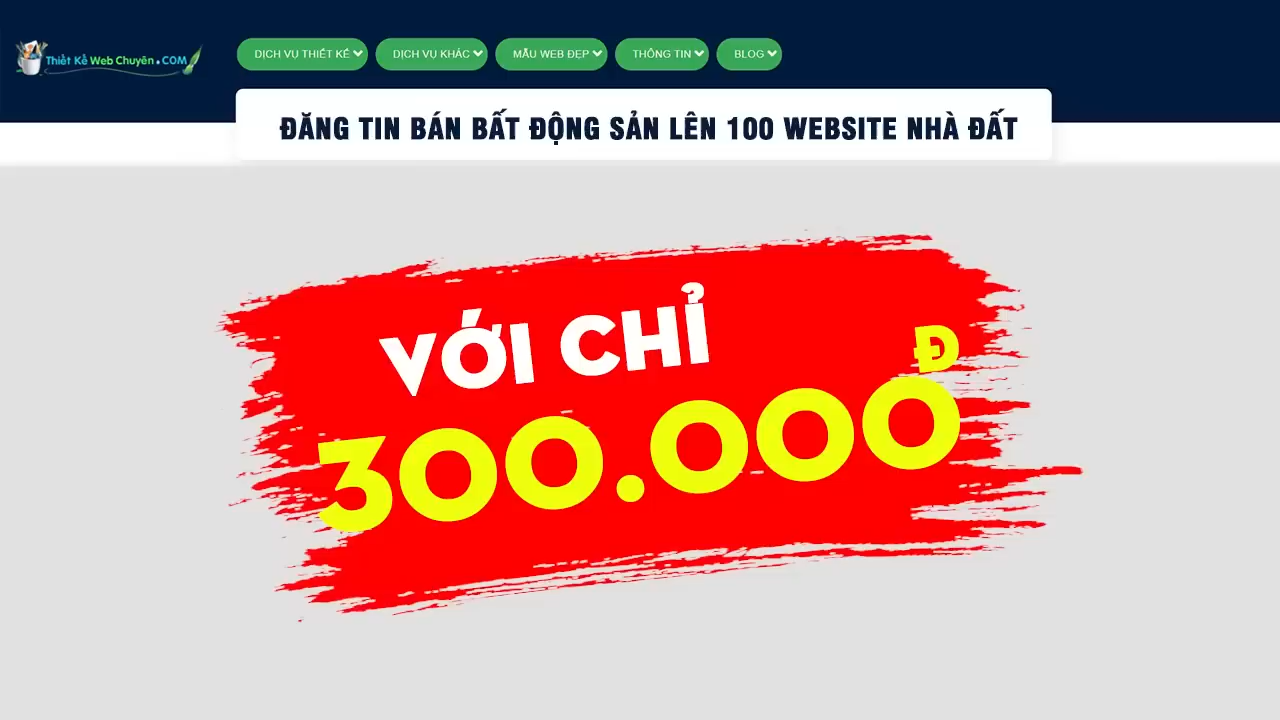 Thiết Kế Web Chuyên.COM
DỊCH VỤ THIẾT KẾ
DỊCH VỤ KHÁC
MẪU WEB ĐẸP
THÔNG TIN
BLOG
ĐĂNG TIN BÁN BẤT ĐỘNG SẢN LÊN 100 WEBSITE NHÀ ĐẤT
VỚI CHỈ
300.000Đ